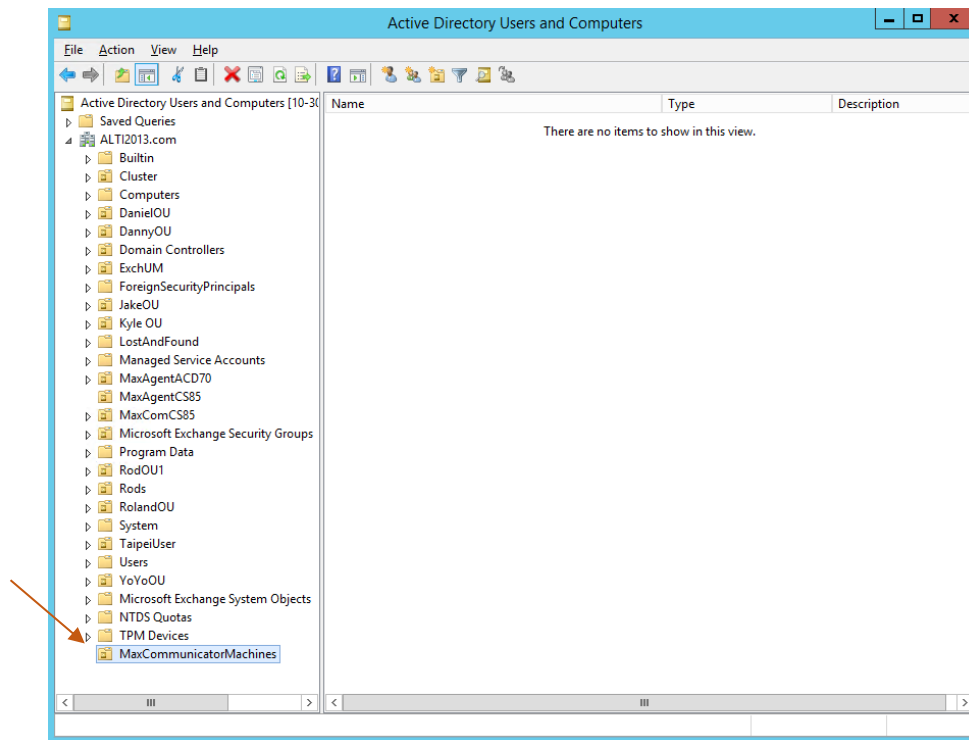 Active Directory Users and Computers
File Action View Help
Active Directory Users and Computers [10-30
Name Type Description
Saved Queries
There are no items to show in this view.
ALTI2013.com
Builtin
Cluster
Computers
DanielOU
DannyOU
Domain Controllers
ExchUM
ForeignSecurityPrincipals
JakeOU
Kyle OU
LostAndFound
Managed Service Accounts
MaxAgentACD70
MaxAgentCS85
MaxComCS85
Microsoft Exchange Security Groups
Program Data
RodOU1
Rods
RolandOU
System
TaipeiUser
Users
YoYoOU
Microsoft Exchange System Objects
NTDS Quotas
TPM Devices
MaxCommunicatorMachines